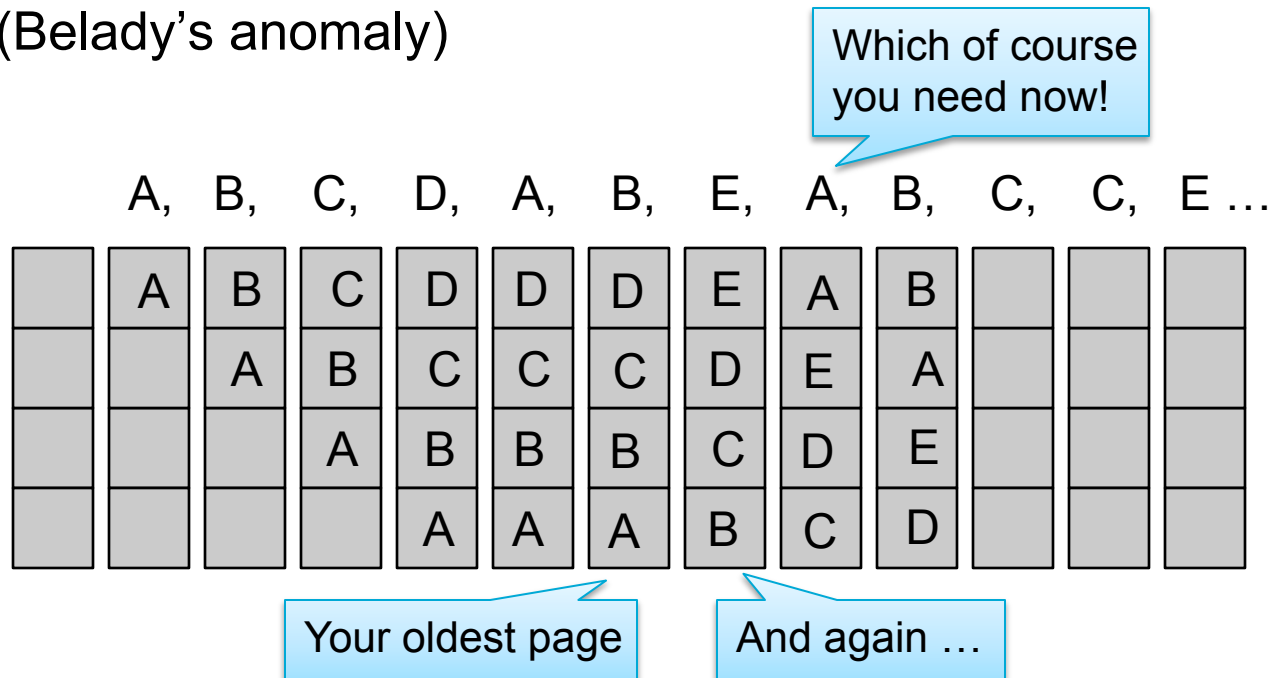 (Belady’s anomaly)
Which of course
you need now!
A, B, C, D, A, B, E, A, B, C, C, E …
A B C D D D E A B
A B C C C D E A
A B B B C D E
A A A B C D
Your oldest page
And again …